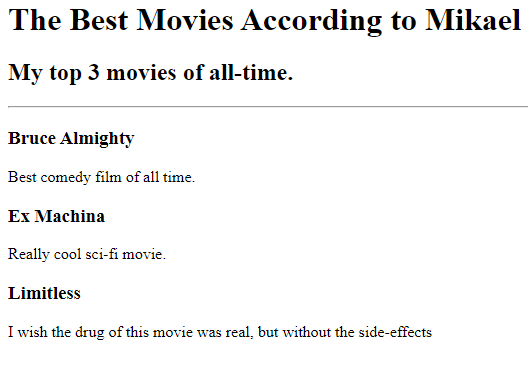 The Best Movies According to Mikael
My top 3 movies of all-time.
Bruce Almighty
Best comedy film of all time.
Ex Machina
Really cool sci-fi movie.
Limitless
I wish the drug of this movie was real, but without the side-effects